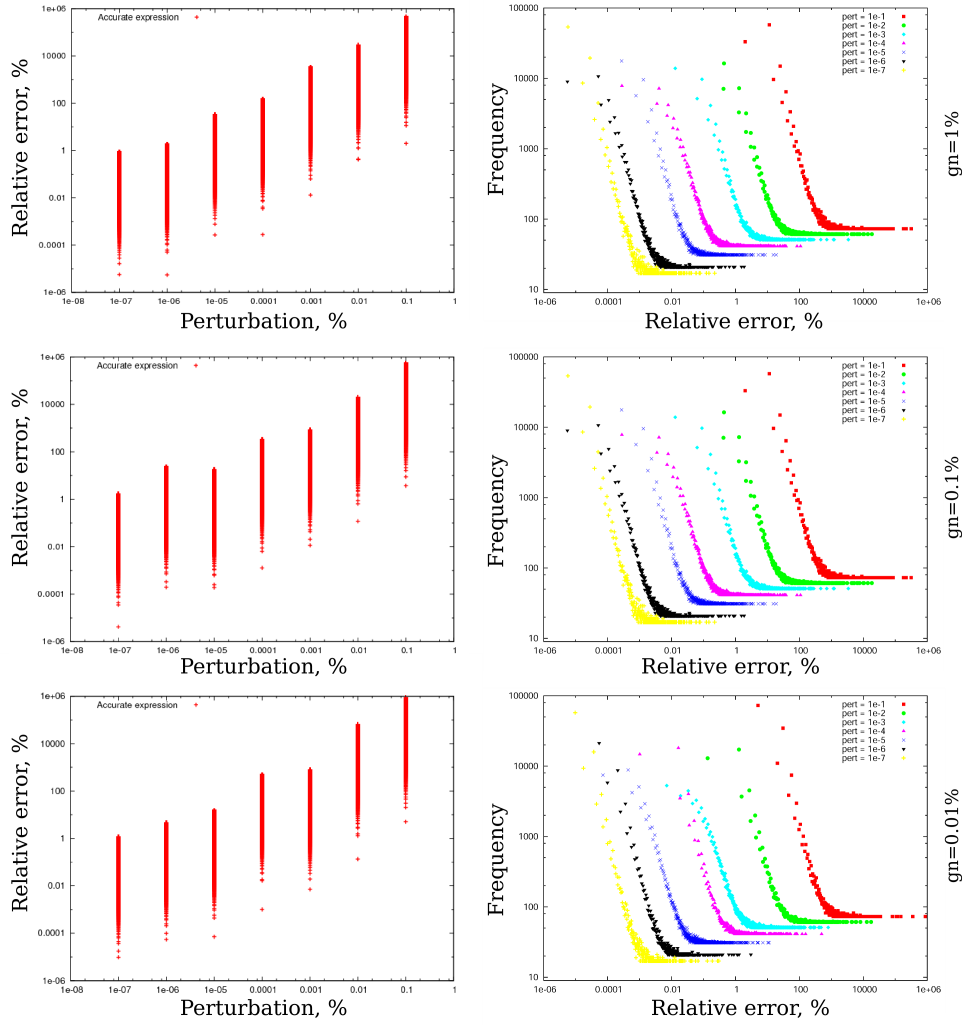 Accurate expression
Relative error, %
1e+06
10000
100
1
0.01
0.0001
1e-06
1e-08
1e-07
1e-06
1e-05
0.0001
0.001
0.01
0.1
1
Perturbation, %
pert = 1e-1
pert = 1e-2
pert = 1e-3
pert = 1e-4
pert = 1e-5
pert = 1e-6
pert = 1e-7
Frequency
100000
10000
1000
100
10
1e-06
0.0001
0.01
1
100
10000
1e+06
Relative error, %
gn=1%
Accurate expression
Relative error, %
1e+06
10000
100
1
0.01
0.0001
1e-06
1e-08
1e-07
1e-06
1e-05
0.0001
0.001
0.01
0.1
1
Perturbation, %
pert = 1e-1
pert = 1e-2
pert = 1e-3
pert = 1e-4
pert = 1e-5
pert = 1e-6
pert = 1e-7
Frequency
100000
10000
1000
100
10
1e-06
0.0001
0.01
1
100
10000
1e+06
Relative error, %
gn=0.1%
Accurate expression
Relative error, %
1e+06
10000
100
1
0.01
0.0001
1e-06
1e-08
1e-07
1e-06
1e-05
0.0001
0.001
0.01
0.1
1
Perturbation, %
pert = 1e-1
pert = 1e-2
pert = 1e-3
pert = 1e-4
pert = 1e-5
pert = 1e-6
pert = 1e-7
Frequency
100000
10000
1000
100
10
1e-06
0.0001
0.01
1
100
10000
1e+06
Relative error, %
gn=0.01%